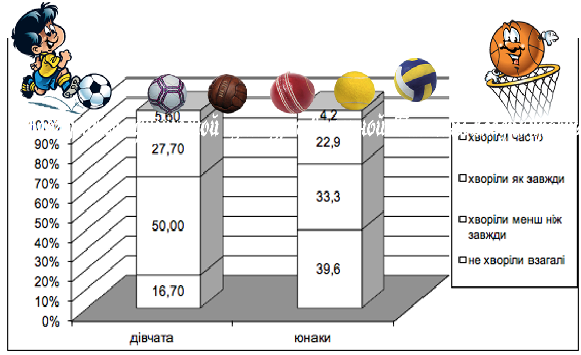 5,60
4,2
100%
хворіли часто
90%
27,70
22,9
80%
70%
33,3
хворіли як завжди
60%
50%
50,00
хворіли менш ніж
завжди
40%
39,6
30%
не хворіли взагалі
20%
16,70
10%
0%
дівчата
юнаки